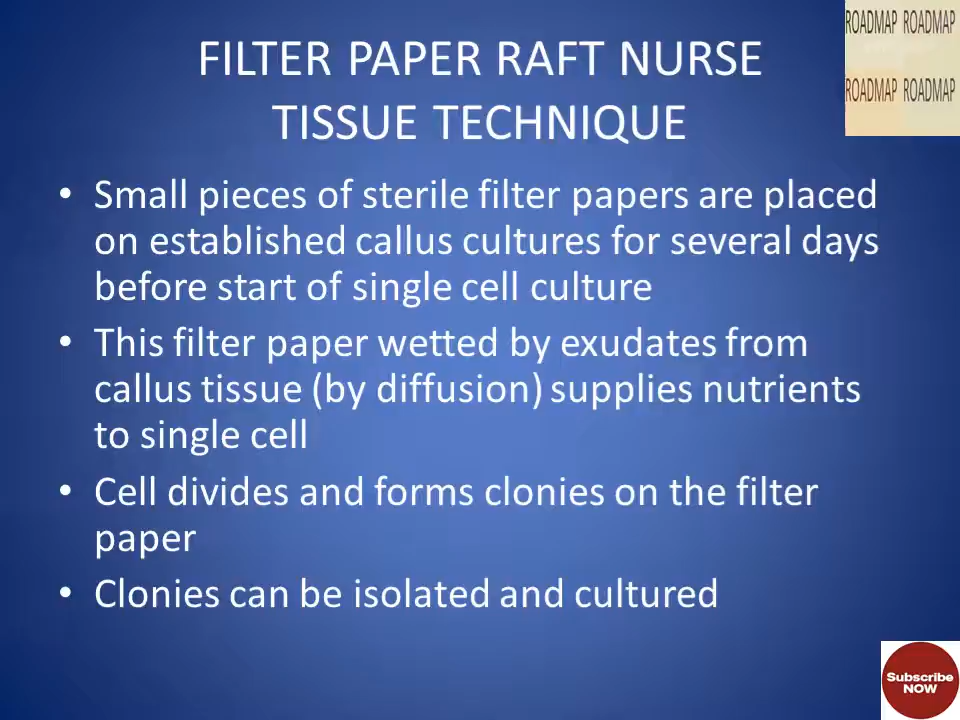 FILTER PAPER RAFT NURSE
TISSUE TECHNIQUE
ROADMAP ROADMAP
ROADMAP ROADMAP
• Small pieces of sterile filter papers are placed
on established callus cultures for several days
before start of single cell culture
• This filter paper wetted by exudates from
callus tissue (by diffusion) supplies nutrients
to single cell
• Cell divides and forms clonies on the filter
paper
• Clonies can be isolated and cultured
Subscribe
NOW